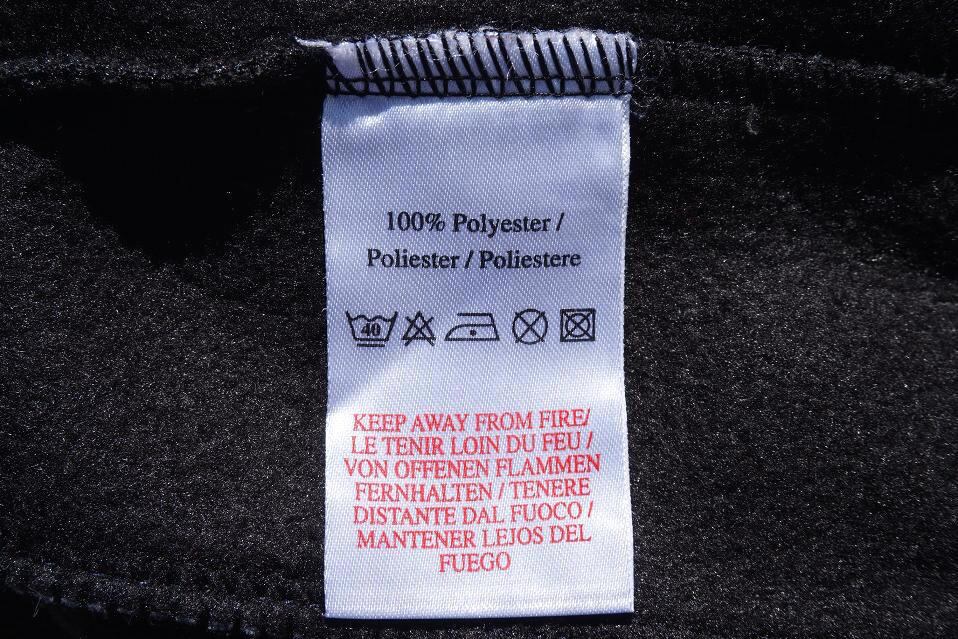 100% Polyester /
Poliester / Poliestere
40
KEEP AWAY FROM FIRE/
LE TENIR LOIN DU FEU /
VON OFFENEN FLAMMEN
FERNHALTEN / TENERE
DISTANTE DAL FUOCO /
MANTENER LEJOS DEL
FUEGO